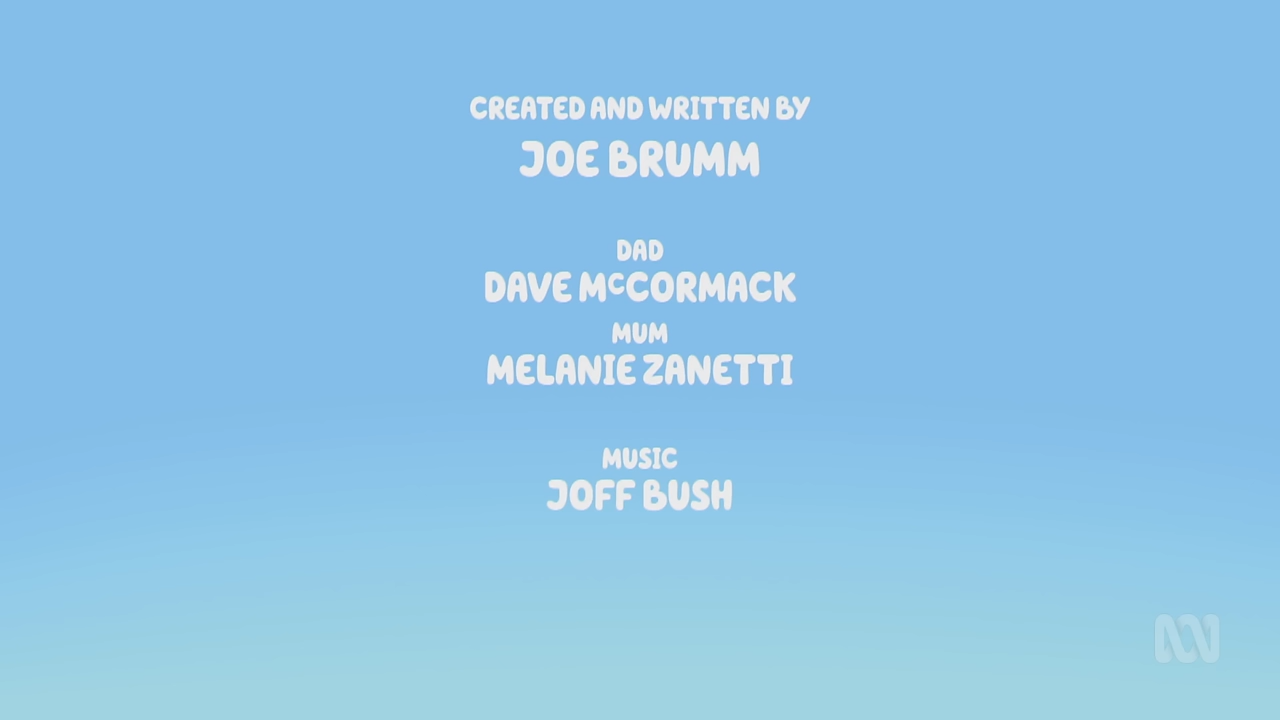 CREATED AND WRITTEN BY
JOE BRUMM
DAD
DAVE McCORMACK
MUM
MELANIE ZANETTI
MUSIC
JOFF BUSH